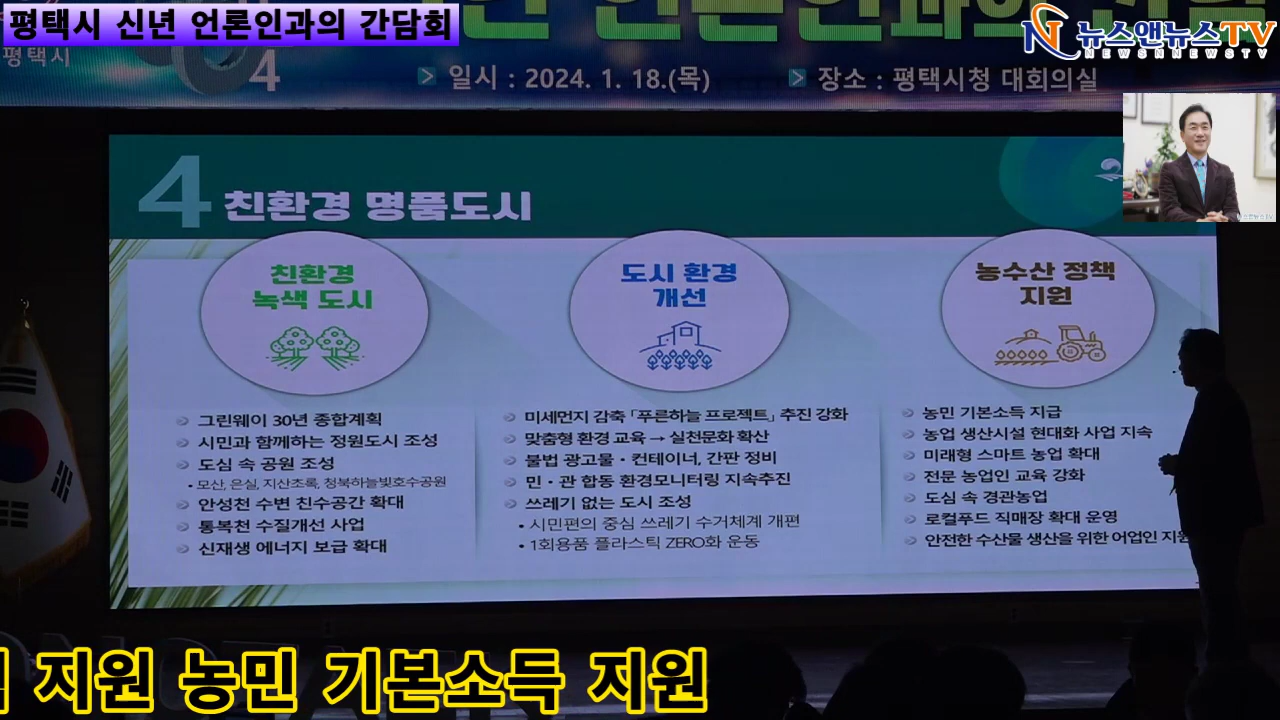 평택시 신년 언론인과의 간담회
뉴스앤뉴스TV
NEWSNNEWSTV
평택시
4
일시 : 2024. 1. 18.(목)
장소 : 평택시청 대회의실
4 친환경 명품도시
친환경
녹색 도시
그린웨이 30년 종합계획
시민과 함께하는 정원도시 조성
도심 속 공원 조성
• 모산, 은실, 지산초록, 청북하늘빛호수공원
안성천 수변 친수공간 확대
통복천 수질개선 사업
신재생 에너지 보급 확대
도시 환경
개선
미세먼지 감축 「푸른하늘 프로젝트」 추진 강화
맞춤형 환경 교육 → 실천문화 확산
불법 광고물·컨테이너, 간판 정비
민·관 합동 환경모니터링 지속추진
쓰레기 없는 도시 조성
• 시민편의 중심 쓰레기 수거체계 개편
• 1회용품 플라스틱 ZERO화 운동
농수산 정책
지원
농민 기본소득 지급
농업 생산시설 현대화 사업 지속
미래형 스마트 농업 확대
전문 농업인 교육 강화
도심 속 경관농업
로컬푸드 직매장 확대 운영
안전한 수산물 생산을 위한 어업인 지원
지원 농민 기본소득 지원